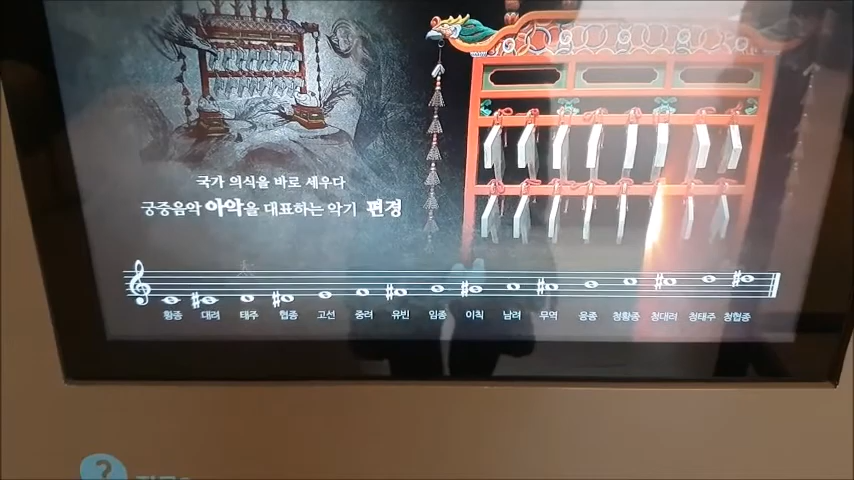 국가 의식을 바로 세우다
궁중음악 아악을 대표하는 악기 편경
황종 대려 태주 협종 고선 중려 유빈 임종 이칙 남려 무역 응종 청황종 청대려 청태주 청협종
?